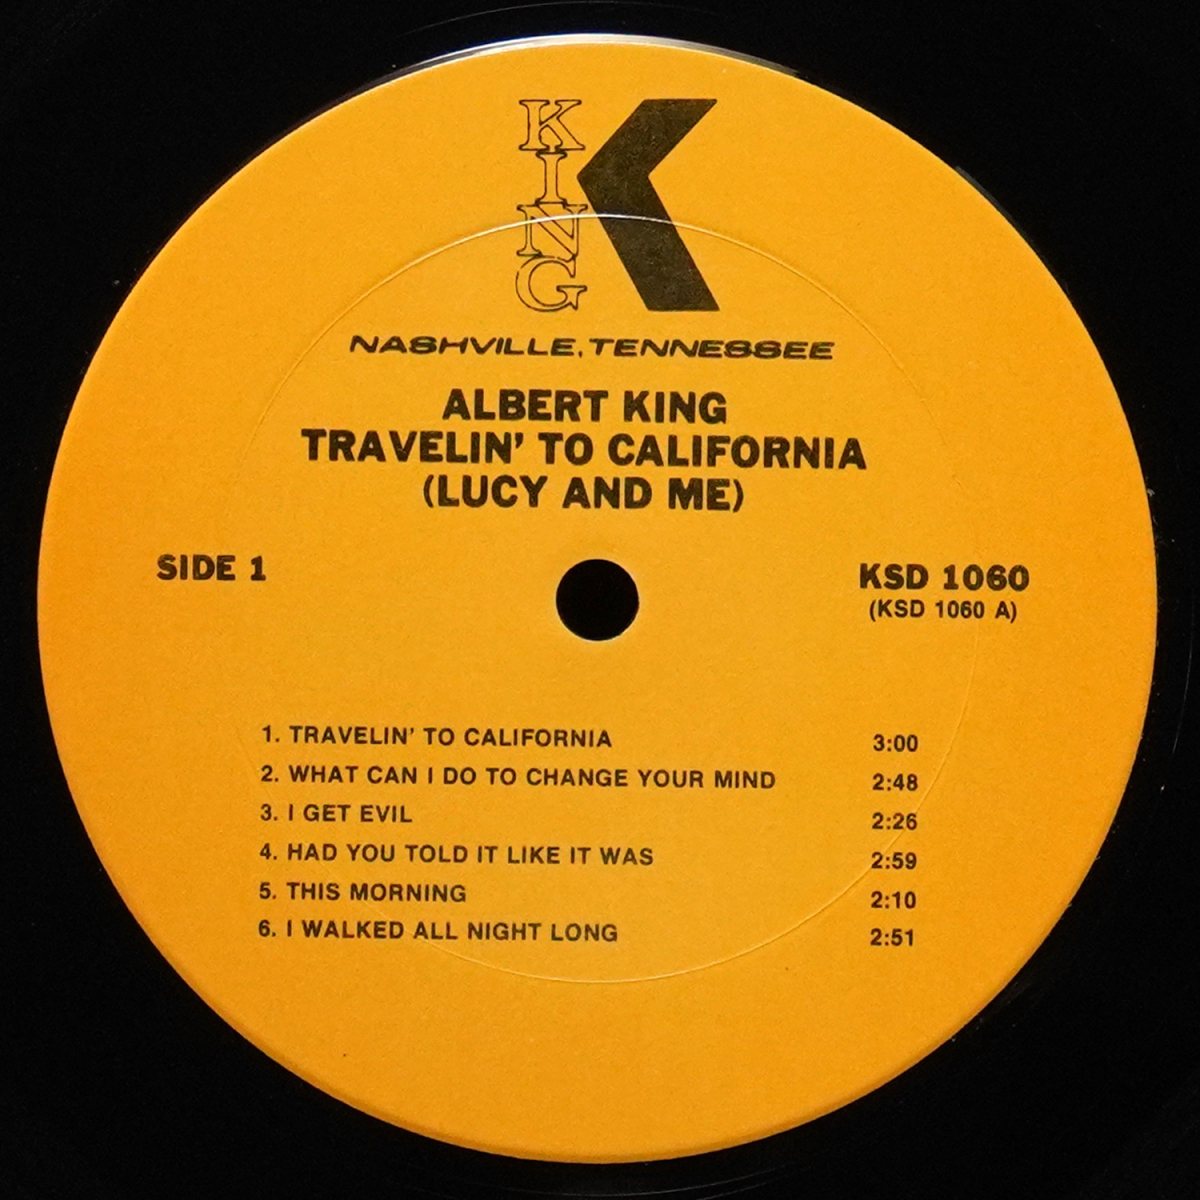 KING
NASHVILLE, TENNESSEE
ALBERT KING
TRAVELIN' TO CALIFORNIA
(LUCY AND ME)
SIDE 1
KSD 1060
(KSD 1060 A)
1. TRAVELIN' TO CALIFORNIA 3:00
2. WHAT CAN I DO TO CHANGE YOUR MIND 2:48
3. I GET EVIL 2:26
4. HAD YOU TOLD IT LIKE IT WAS 2:59
5. THIS MORNING 2:10
6. I WALKED ALL NIGHT LONG 2:51